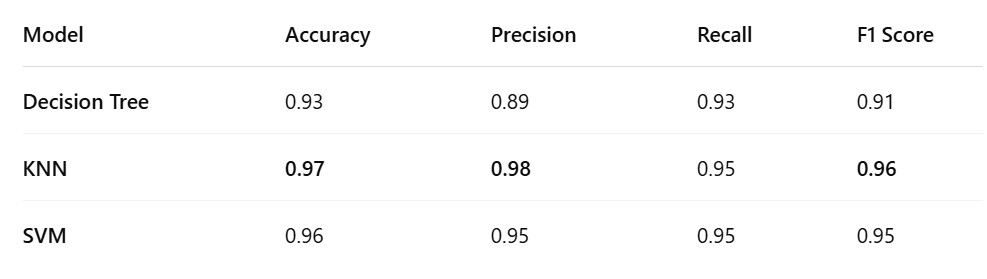 Model Accuracy Precision Recall F1 Score
Decision Tree 0.93 0.89 0.93 0.91
KNN 0.97 0.98 0.95 0.96
SVM 0.96 0.95 0.95 0.95